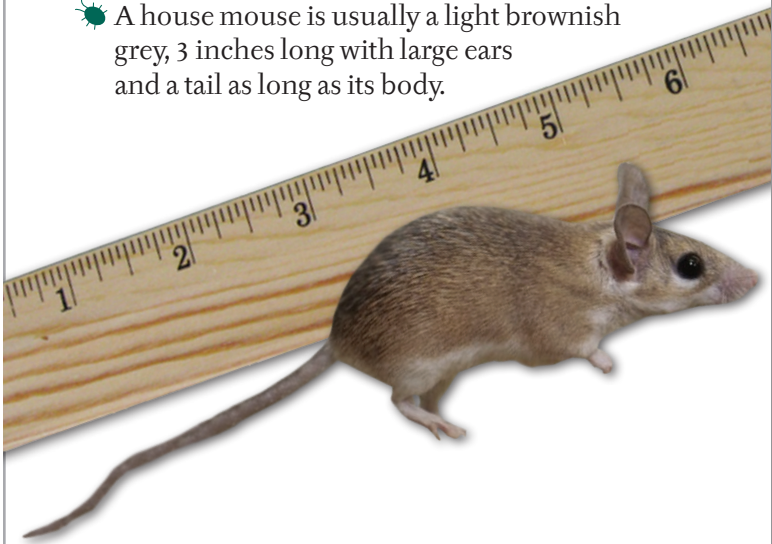 A house mouse is usually a light brownish
grey, 3 inches long with large ears
and a tail as long as its body.
1 2 3 4 5 6